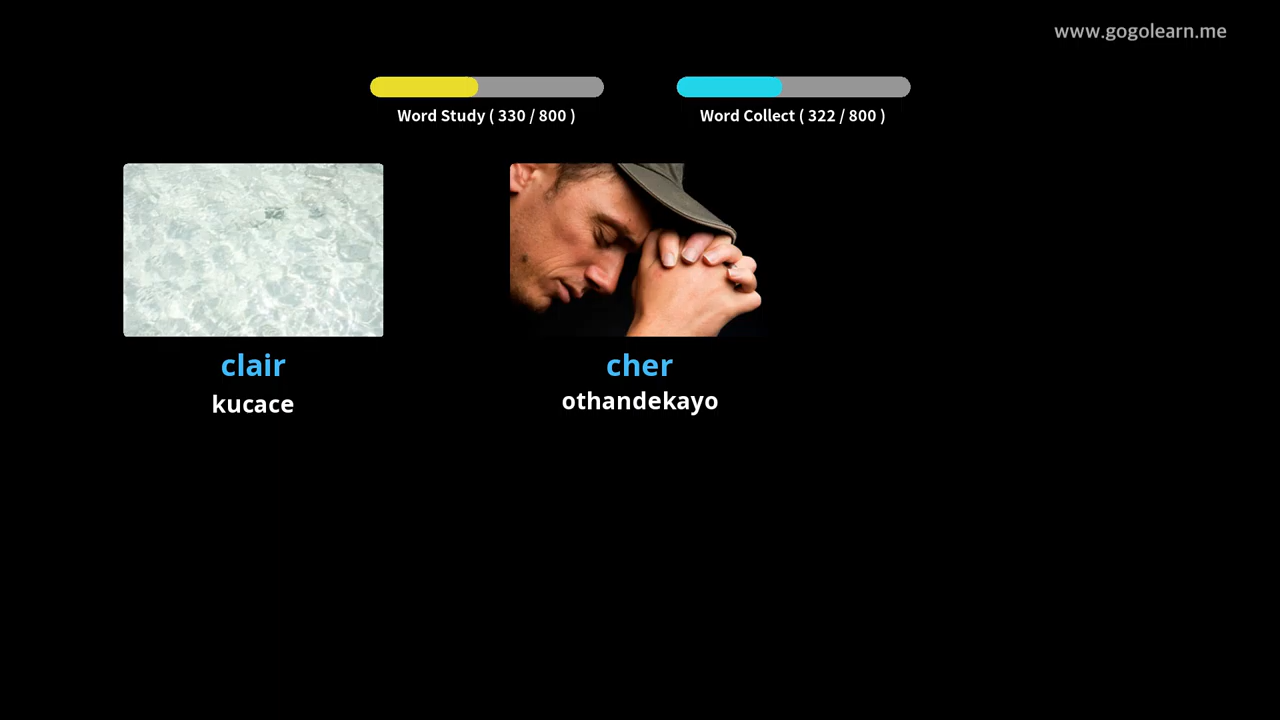 www.gogolearn.me
Word Study ( 330 / 800 )
Word Collect ( 322 / 800 )
clair
kucace
cher
othandekayo